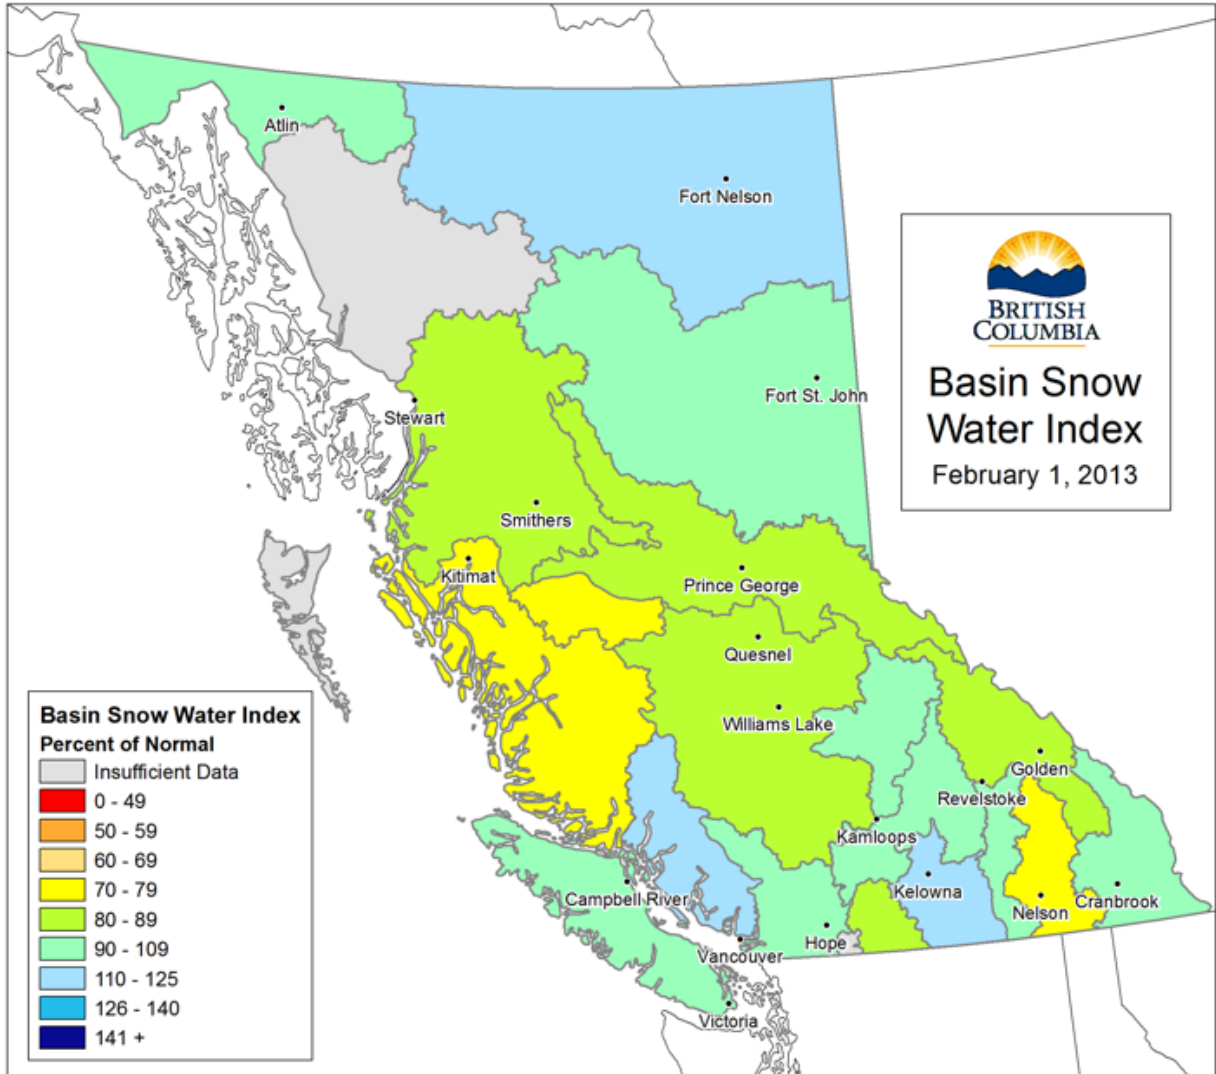 Atlin
Fort Nelson
BRITISH
COLUMBIA
Basin Snow
Water Index
February 1, 2013
Fort St. John
Stewart
Smithers
Kitimat
Prince George
Quesnel
Williams Lake
Golden
Revelstoke
Kamloops
Kelowna
Campbell River
Nelson
Cranbrook
Hope
Vancouver
Victoria
Basin Snow Water Index
Percent of Normal
Insufficient Data
0 - 49
50 - 59
60 - 69
70 - 79
80 - 89
90 - 109
110 - 125
126 - 140
141 +